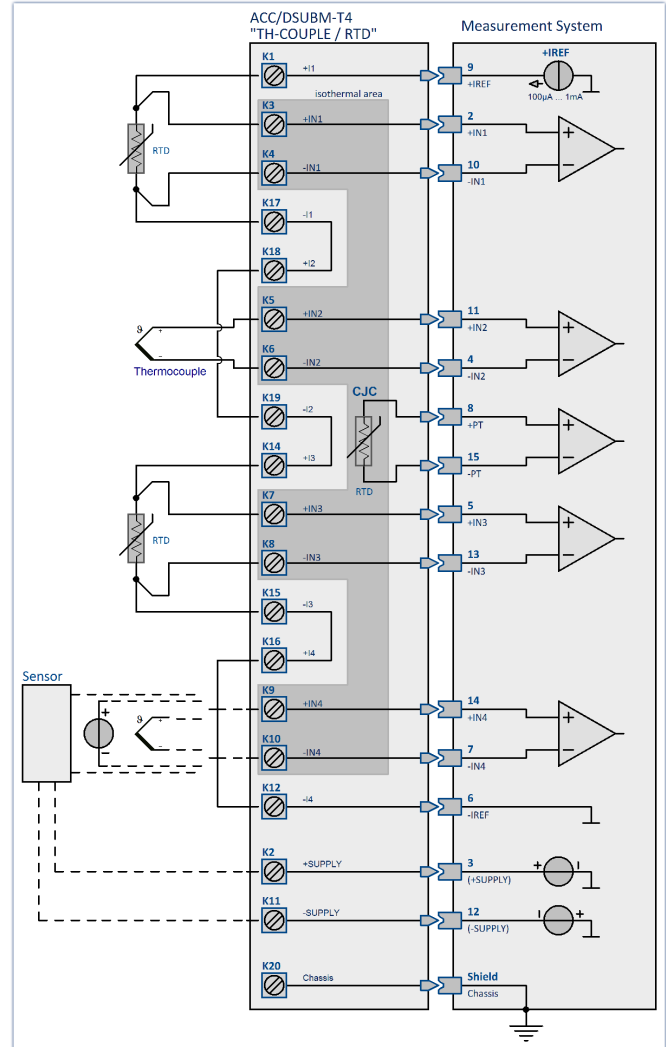 ACC/DSUBM-T4
"TH-COUPLE / RTD"
Measurement System
K1
+I1
9
+IREF
+IREF
100µA ... 1mA
isothermal area
K3
+IN1
2
+IN1
+
−
RTD
K4
-IN1
10
-IN1
K17
-I1
K18
+I2
K5
+IN2
11
+IN2
+
−
ϑ
+
-
Thermocouple
K6
-IN2
4
-IN2
K19
-I2
CJC
8
+PT
+
−
K14
+I3
RTD
15
-PT
K7
+IN3
5
+IN3
+
−
RTD
K8
-IN3
13
-IN3
K15
-I3
K16
+I4
Sensor
K9
+IN4
14
+IN4
+
−
+
−
ϑ
+
-
K10
-IN4
7
-IN4
K12
-I4
6
-IREF
K2
+SUPPLY
3
(+SUPPLY)
+
I
K11
-SUPPLY
12
(-SUPPLY)
I
+
K20
Chassis
Shield
Chassis